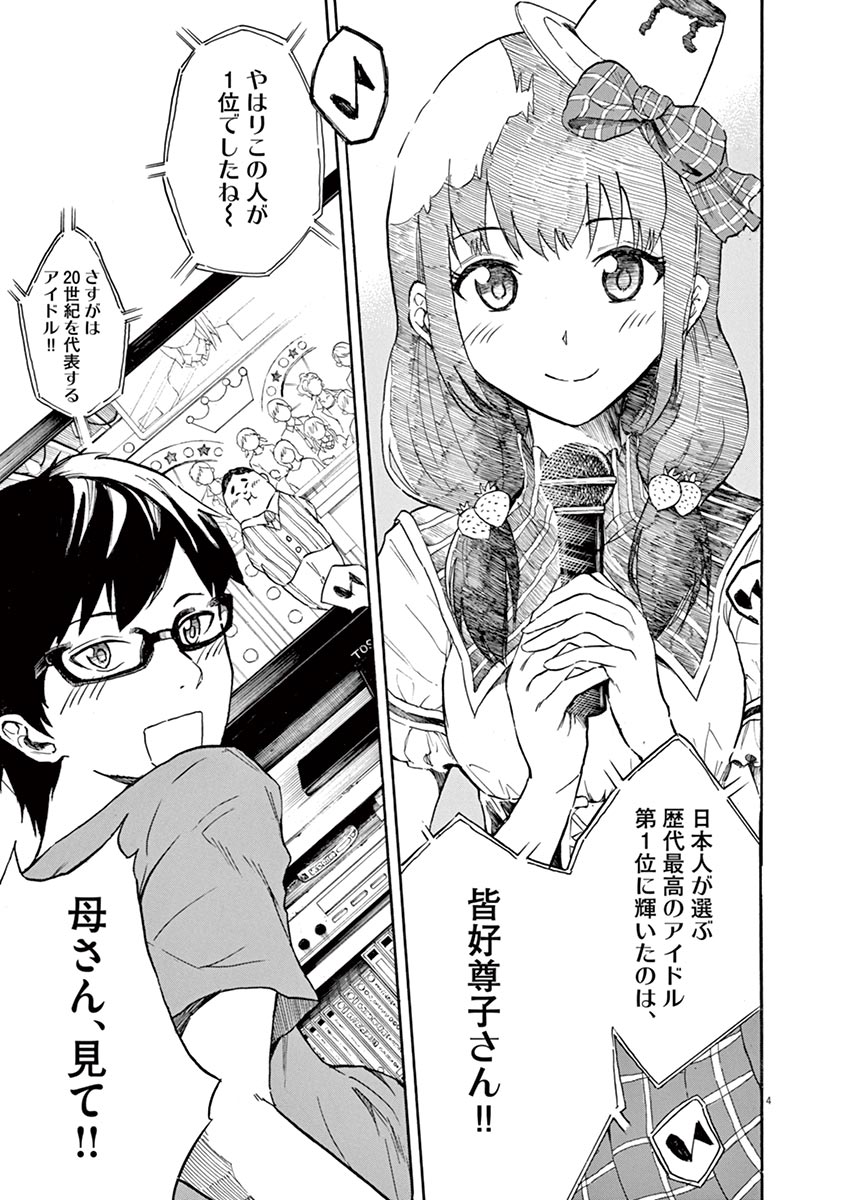 日本人が選ぶ
歴代最高のアイドル
第1位に輝いたのは、
皆好尊子さん!!
やはりこの人が
1位でしたね〜
さすがは
20世紀を代表する
アイドル!!
TOS
母さん、見て!!
4